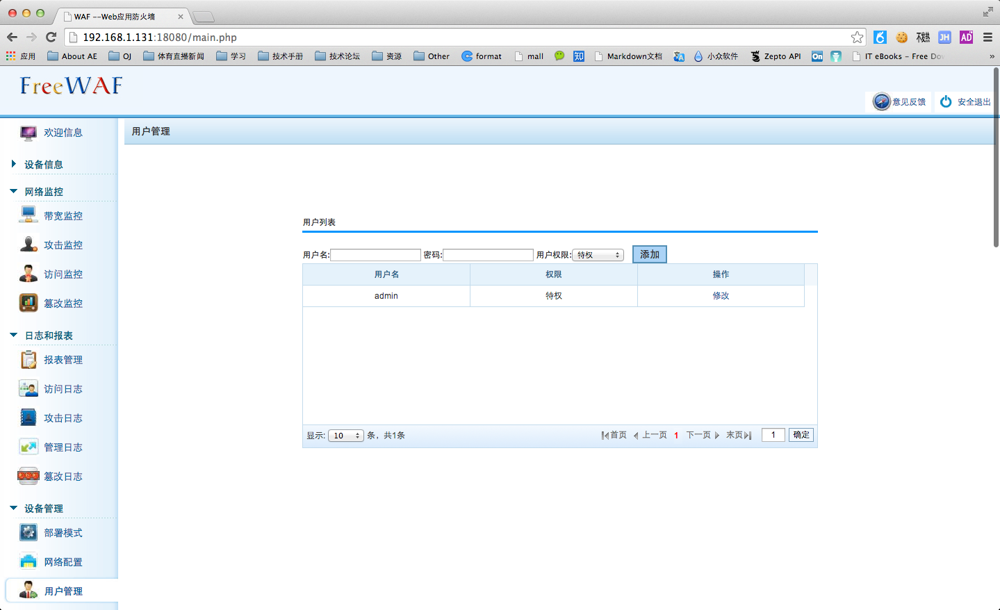 WAF --Web应用防火墙
192.168.1.131:18080/main.php
应用 About AE OJ 体育直播新闻 学习 技术手册 技术论坛 资源 Other format mall 知 Markdown文档 小众软件 Zepto API On IT eBooks - Free Dow »
JH AD
FreeWAF
意见反馈 安全退出
欢迎信息
设备信息
网络监控
带宽监控
攻击监控
访问监控
篡改监控
日志和报表
报表管理
访问日志
攻击日志
管理日志
篡改日志
设备管理
部署模式
网络配置
用户管理
用户管理
用户列表
用户名: 密码: 用户权限: 特权 添加
用户名 权限 操作
admin 特权 修改
显示: 10 条，共1条 首页 上一页 1 下一页 末页 1 确定